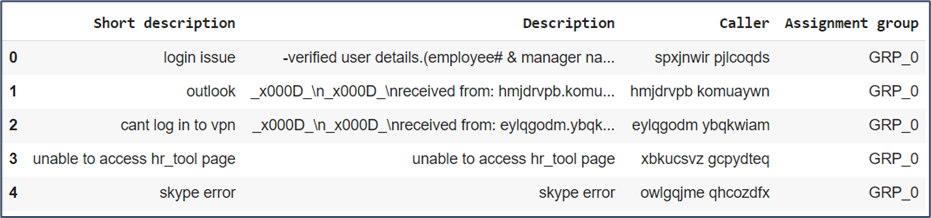 Short description Description Caller Assignment group
0 login issue -verified user details.(employee# & manager na... spxjnwir pjlcoqds GRP_0
1 outlook _x000D_\n_x000D_\nreceived from: hmjdrvpb.komu... hmjdrvpb komuaywn GRP_0
2 cant log in to vpn _x000D_\n_x000D_\nreceived from: eylqgodm.ybqk... eylqgodm ybqkwiam GRP_0
3 unable to access hr_tool page unable to access hr_tool page xbkucsvz gcpydteq GRP_0
4 skype error skype error owlgqjme qhcozdfx GRP_0